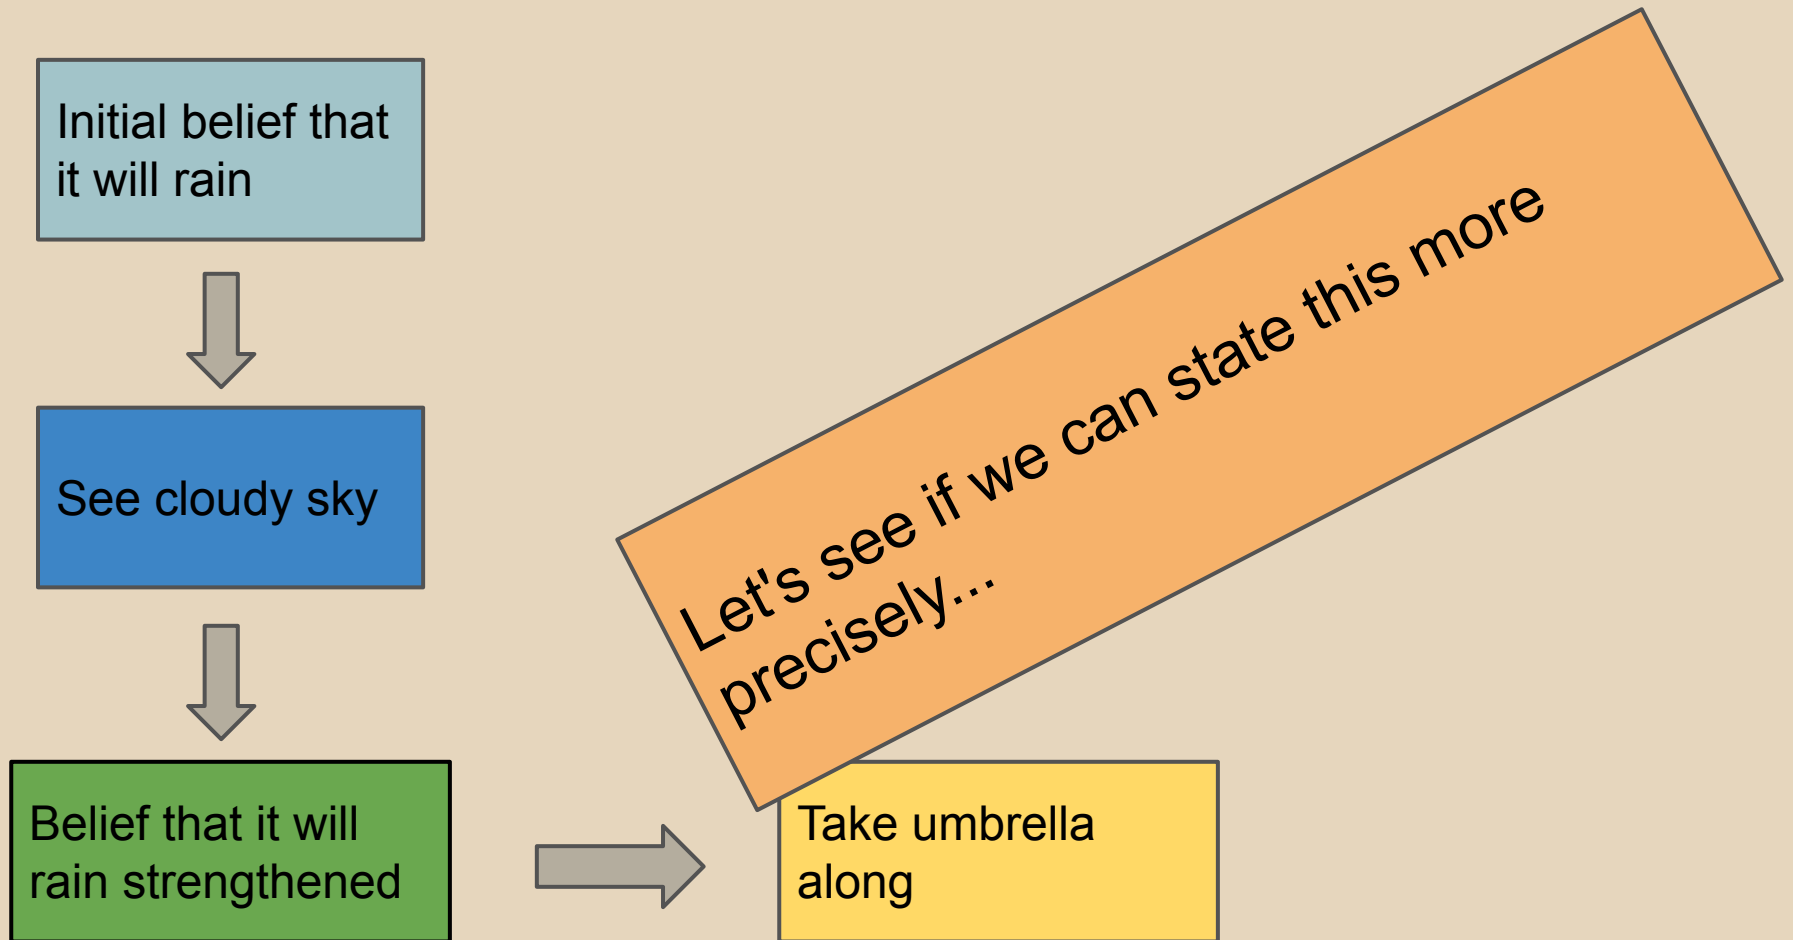 Initial belief that
it will rain
See cloudy sky
Belief that it will
rain strengthened
Take umbrella
along
Let's see if we can state this more
precisely...